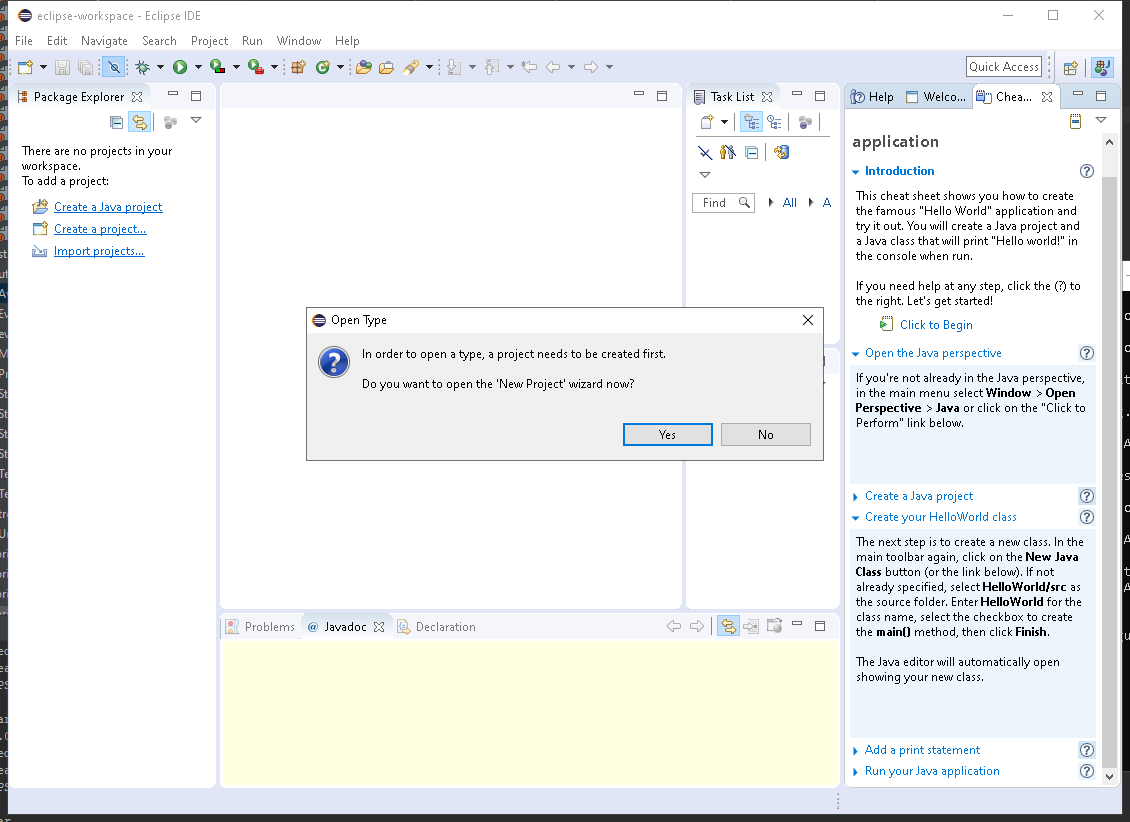 eclipse-workspace - Eclipse IDE
File Edit Navigate Search Project Run Window Help
Quick Access
Package Explorer
There are no projects in your
workspace.
To add a project:
Create a Java project
Create a project...
Import projects...
Task List
Find
All
A
Open Type
In order to open a type, a project needs to be created first.
Do you want to open the 'New Project' wizard now?
Yes
No
Problems
@ Javadoc
Declaration
Help
Welco...
Chea...
application
Introduction
This cheat sheet shows you how to create
the famous "Hello World" application and
try it out. You will create a Java project and
a Java class that will print "Hello world!" in
the console when run.
If you need help at any step, click the (?) to
the right. Let's get started!
Click to Begin
Open the Java perspective
If you're not already in the Java perspective,
in the main menu select Window > Open
Perspective > Java or click on the "Click to
Perform" link below.
Create a Java project
Create your HelloWorld class
The next step is to create a new class. In the
main toolbar again, click on the New Java
Class button (or the link below). If not
already specified, select HelloWorld/src as
the source folder. Enter HelloWorld for the
class name, select the checkbox to create
the main() method, then click Finish.
The Java editor will automatically open
showing your new class.
Add a print statement
Run your Java application